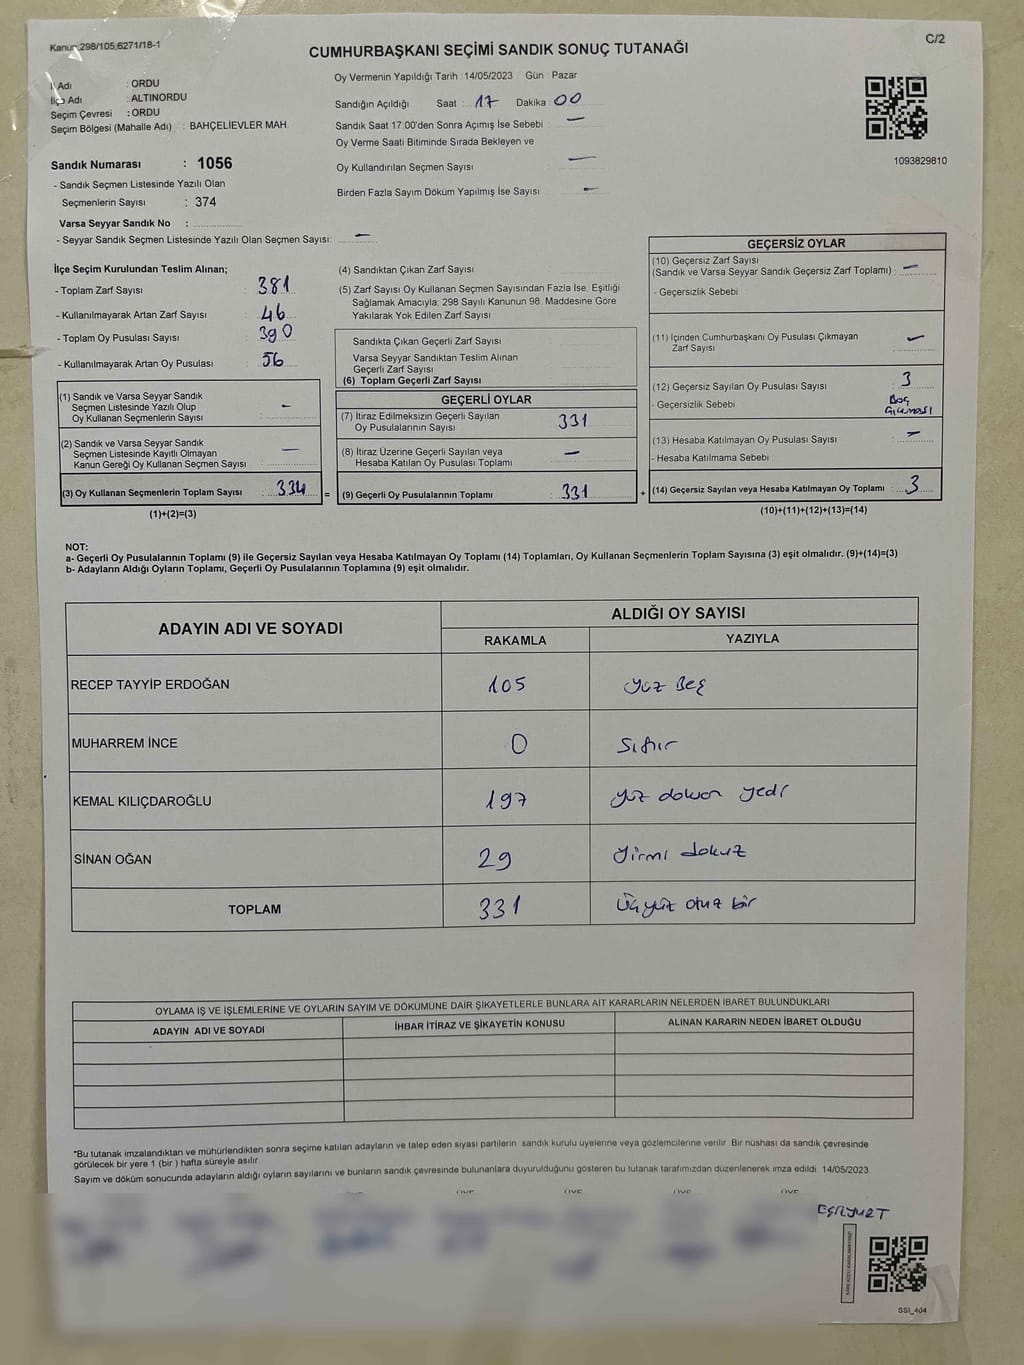 Kanun:298/105;6271/18-1
CUMHURBAŞKANI SEÇİMİ SANDIK SONUÇ TUTANAĞI
C/2
İl Adı : ORDU
İlçe Adı : ALTINORDU
Seçim Çevresi : ORDU
Seçim Bölgesi (Mahalle Adı) : BAHÇELİEVLER MAH.
Sandık Numarası : 1056
- Sandık Seçmen Listesinde Yazılı Olan
Seçmenlerin Sayısı : 374
Varsa Seyyar Sandık No :
- Seyyar Sandık Seçmen Listesinde Yazılı Olan Seçmen Sayısı: —
Oy Vermenin Yapıldığı Tarih :14/05/2023 Gün : Pazar
Sandığın Açıldığı Saat : 17 Dakika : 00
Sandık Saat 17:00'den Sonra Açımış İse Sebebi : —
Oy Verme Saati Bitiminde Sırada Bekleyen ve
Oy Kullandırılan Seçmen Sayısı : —
Birden Fazla Sayım Döküm Yapılmış İse Sayısı : —
1093829810
İlçe Seçim Kurulundan Teslim Alınan;
- Toplam Zarf Sayısı : 381
- Kullanılmayarak Artan Zarf Sayısı : 46
- Toplam Oy Pusulası Sayısı : 390
- Kullanılmayarak Artan Oy Pusulası : 56
(1) Sandık ve Varsa Seyyar Sandık
Seçmen Listesinde Yazılı Olup
Oy Kullanan Seçmenlerin Sayısı : —
(2) Sandık ve Varsa Seyyar Sandık
Seçmen Listesinde Kayıtlı Olmayan
Kanun Gereği Oy Kullanan Seçmen Sayısı : —
(3) Oy Kullanan Seçmenlerin Toplam Sayısı : 334 =
(1)+(2)=(3)
(4) Sandıktan Çıkan Zarf Sayısı
(5) Zarf Sayısı Oy Kullanan Seçmen Sayısından Fazla İse, Eşitliği
Sağlamak Amacıyla; 298 Sayılı Kanunun 98. Maddesine Göre
Yakılarak Yok Edilen Zarf Sayısı
Sandıkta Çıkan Geçerli Zarf Sayısı
Varsa Seyyar Sandıktan Teslim Alınan
Geçerli Zarf Sayısı
(6) Toplam Geçerli Zarf Sayısı
GEÇERLİ OYLAR
(7) İtiraz Edilmeksizin Geçerli Sayılan
Oy Pusulalarının Sayısı : 331
(8) İtiraz Üzerine Geçerli Sayılan veya
Hesaba Katılan Oy Pusulası Toplamı : —
(9) Geçerli Oy Pusulalarının Toplamı : 331 +
GEÇERSİZ OYLAR
(10) Geçersiz Zarf Sayısı
(Sandık ve Varsa Seyyar Sandık Geçersiz Zarf Toplamı) : —
- Geçersizlik Sebebi
(11) İçinden Cumhurbaşkanı Oy Pusulası Çıkmayan
Zarf Sayısı : —
(12) Geçersiz Sayılan Oy Pusulası Sayısı : 3
- Geçersizlik Sebebi : Boş
(13) Hesaba Katılmayan Oy Pusulası Sayısı : —
- Hesaba Katılmama Sebebi
(14) Geçersiz Sayılan veya Hesaba Katılmayan Oy Toplamı : 3
(10)+(11)+(12)+(13)=(14)
NOT:
a- Geçerli Oy Pusulalarının Toplamı (9) ile Geçersiz Sayılan veya Hesaba Katılmayan Oy Toplamı (14) Toplamları, Oy Kullanan Seçmenlerin Toplam Sayısına (3) eşit olmalıdır. (9)+(14)=(3)
b- Adayların Aldığı Oyların Toplamı, Geçerli Oy Pusulalarının Toplamına (9) eşit olmalıdır.
ADAYIN ADI VE SOYADI
ALDIĞI OY SAYISI
RAKAMLA YAZIYLA
RECEP TAYYİP ERDOĞAN 105 yüz Beş
MUHARREM İNCE 0 Sıfır
KEMAL KILIÇDAROĞLU 197 yüz doksan yedi
SİNAN OĞAN 29 Yirmi dokuz
TOPLAM 331 Üçyüz otuz bir
OYLAMA İŞ VE İŞLEMLERİNE VE OYLARIN SAYIM VE DÖKÜMÜNE DAİR ŞİKAYETLERLE BUNLARA AİT KARARLARIN NELERDEN İBARET BULUNDUKLARI
ADAYIN ADI VE SOYADI İHBAR İTİRAZ VE ŞİKAYETİN KONUSU ALINAN KARARIN NEDEN İBARET OLDUĞU
*Bu tutanak imzalandıktan ve mühürlendikten sonra seçime katılan adayların ve talep eden siyasi partilerin sandık kurulu üyelerine veya gözlemcilerine verilir. Bir nüshası da sandık çevresinde
görülecek bir yere 1 (bir ) hafta süreyle asılır.
Sayım ve döküm sonucunda adayların aldığı oyların sayılarını ve bunların sandık çevresinde bulunanlara duyurulduğunu gösteren bu tutanak tarafımızdan düzenlenerek imza edildi. 14/05/2023
ÜYE ÜYE ÜYE ÜYE
SSI_404